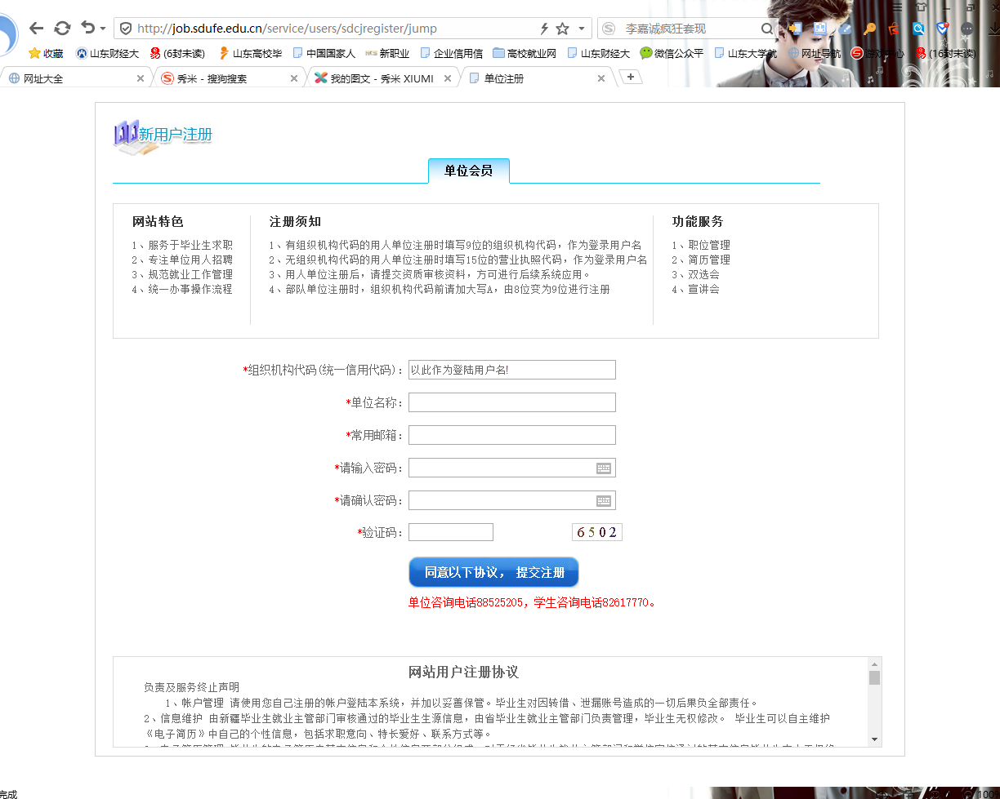 http://job.sdufe.edu.cn/service/users/sdcjregister/jump
李嘉诚疯狂套现
收藏 山东财经大 (6封未读) 山东高校毕 中国国家人 新职业 企业信用信 高校就业网 山东财经大 微信公众平 山东大学就 网址导航 游戏中心 (16封未读)
网址大全 秀米 - 搜狗搜索 我的图文 - 秀米 XIUMI 单位注册
新用户注册
单位会员
网站特色
1、服务于毕业生求职
2、专注单位用人招聘
3、规范就业工作管理
4、统一办事操作流程
注册须知
1、有组织机构代码的用人单位注册时填写9位的组织机构代码，作为登录用户名
2、无组织机构代码的用人单位注册时填写15位的营业执照代码，作为登录用户名
3、用人单位注册后，请提交资质审核资料，方可进行后续系统应用。
4、部队单位注册时，组织机构代码前请加大写A，由8位变为9位进行注册
功能服务
1、职位管理
2、简历管理
3、双选会
4、宣讲会
*组织机构代码(统一信用代码)： 以此作为登陆用户名!
*单位名称：
*常用邮箱：
*请输入密码：
*请确认密码：
*验证码： 6502
同意以下协议， 提交注册
单位咨询电话88525205，学生咨询电话82617770。
网站用户注册协议
负责及服务终止声明
1、帐户管理 请使用您自己注册的帐户登陆本系统，并加以妥善保管。毕业生对因转借、泄漏账号造成的一切后果负全部责任。
2、信息维护 由新疆毕业生就业主管部门审核通过的毕业生生源信息，由省毕业生就业主管部门负责管理，毕业生无权修改。 毕业生可以自主维护
《电子简历》中自己的个性信息，包括求职意向、特长爱好、联系方式等。
完成